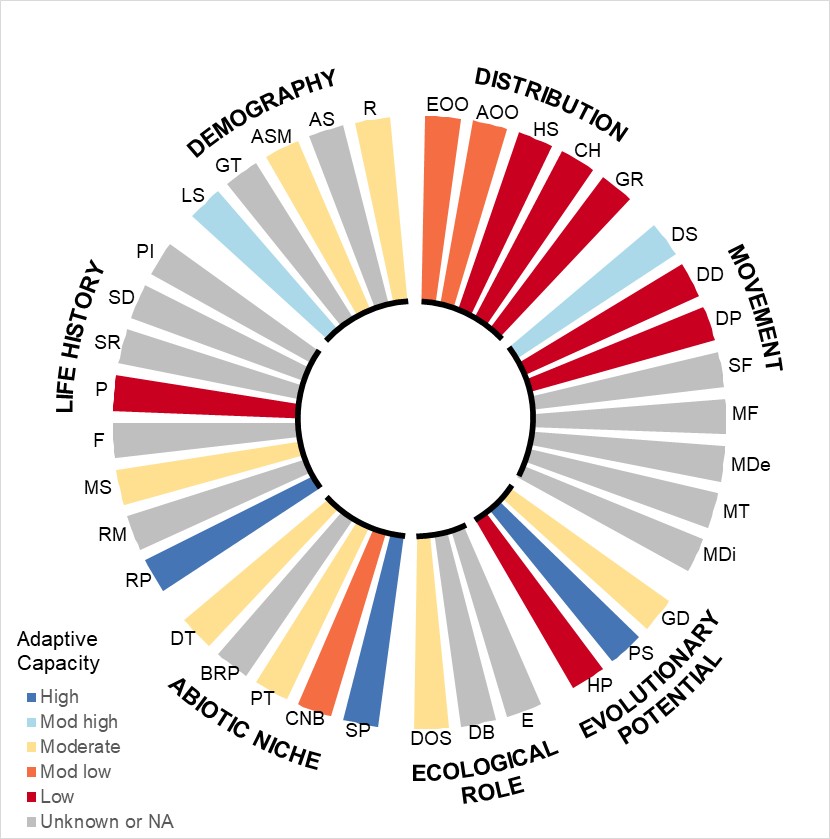 DISTRIBUTION
EOO
AOO
HS
CH
GR
MOVEMENT
DS
DD
DP
SF
MF
MDe
MT
MDi
EVOLUTIONARY
POTENTIAL
GD
PS
HP
ECOLOGICAL
ROLE
E
DB
DOS
ABIOTIC NICHE
SP
CNB
PT
BRP
DT
LIFE HISTORY
RP
RM
MS
F
P
SR
SD
PI
DEMOGRAPHY
LS
GT
ASM
AS
R
Adaptive
Capacity
High
Mod high
Moderate
Mod low
Low
Unknown or NA